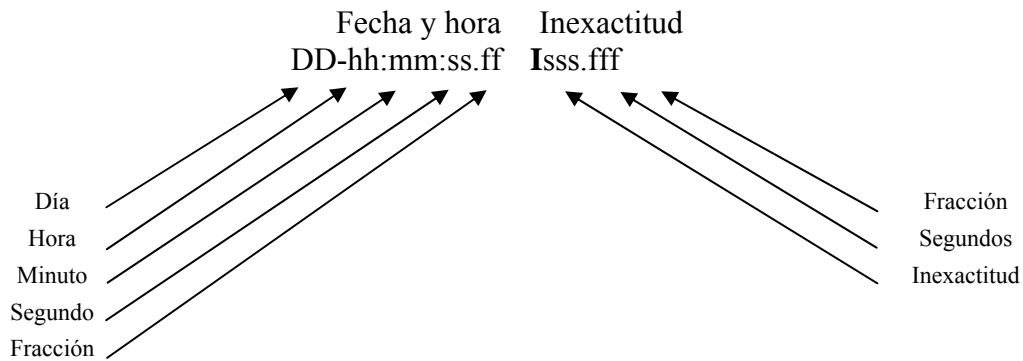 Fecha y hora Inexactitud
DD-hh:mm:ss.ff Isss.fff
Día
Hora
Minuto
Segundo
Fracción
Fracción
Segundos
Inexactitud